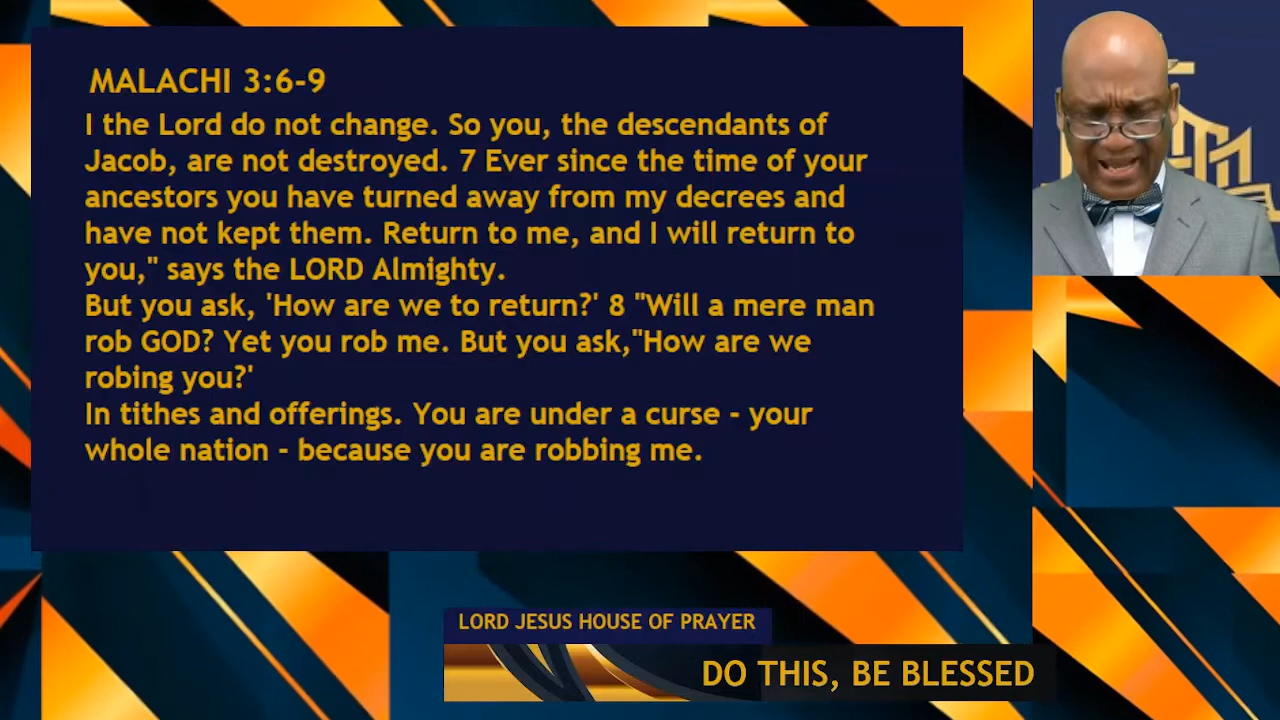 MALACHI 3:6-9
I the Lord do not change. So you, the descendants of
Jacob, are not destroyed. 7 Ever since the time of your
ancestors you have turned away from my decrees and
have not kept them. Return to me, and I will return to
you," says the LORD Almighty.
But you ask, 'How are we to return?' 8 "Will a mere man
rob GOD? Yet you rob me. But you ask,"How are we
robing you?'
In tithes and offerings. You are under a curse - your
whole nation - because you are robbing me.
LORD JESUS HOUSE OF PRAYER
DO THIS, BE BLESSED